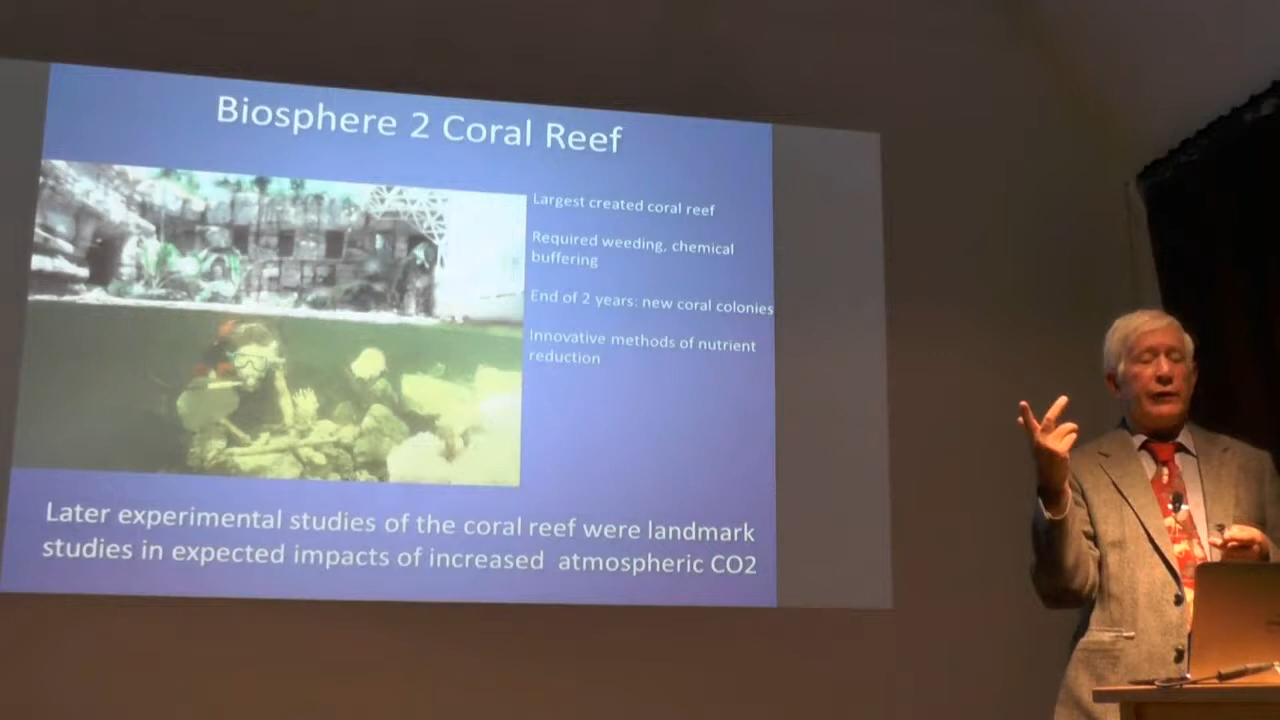 Biosphere 2 Coral Reef
Largest created coral reef
Required weeding, chemical
buffering
End of 2 years: new coral colonies
Innovative methods of nutrient
reduction
Later experimental studies of the coral reef were landmark
studies in expected impacts of increased atmospheric CO2